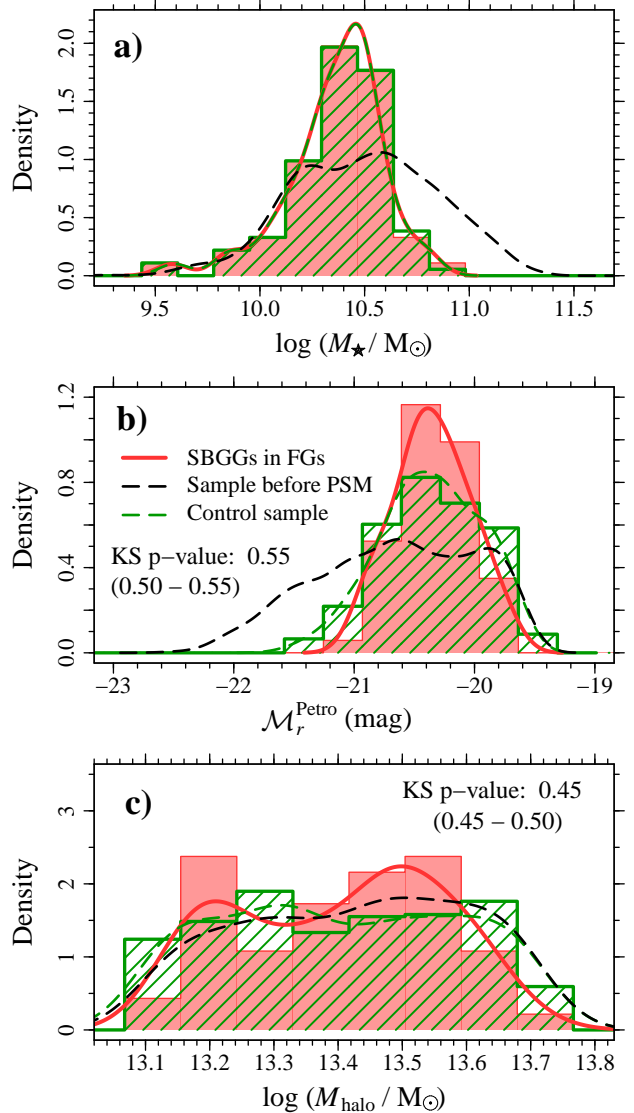 a)
Density
0.0 0.5 1.0 1.5 2.0
9.5 10.0 10.5 11.0 11.5
log (M★ / M⊙)
b)
SBGGs in FGs
Sample before PSM
Control sample
KS p−value: 0.55
(0.50 − 0.55)
Density
0.0 0.4 0.8 1.2
−23 −22 −21 −20 −19
ℳ_r^Petro (mag)
c)
KS p−value: 0.45
(0.45 − 0.50)
Density
0 1 2 3
13.1 13.2 13.3 13.4 13.5 13.6 13.7 13.8
log (M_halo / M⊙)